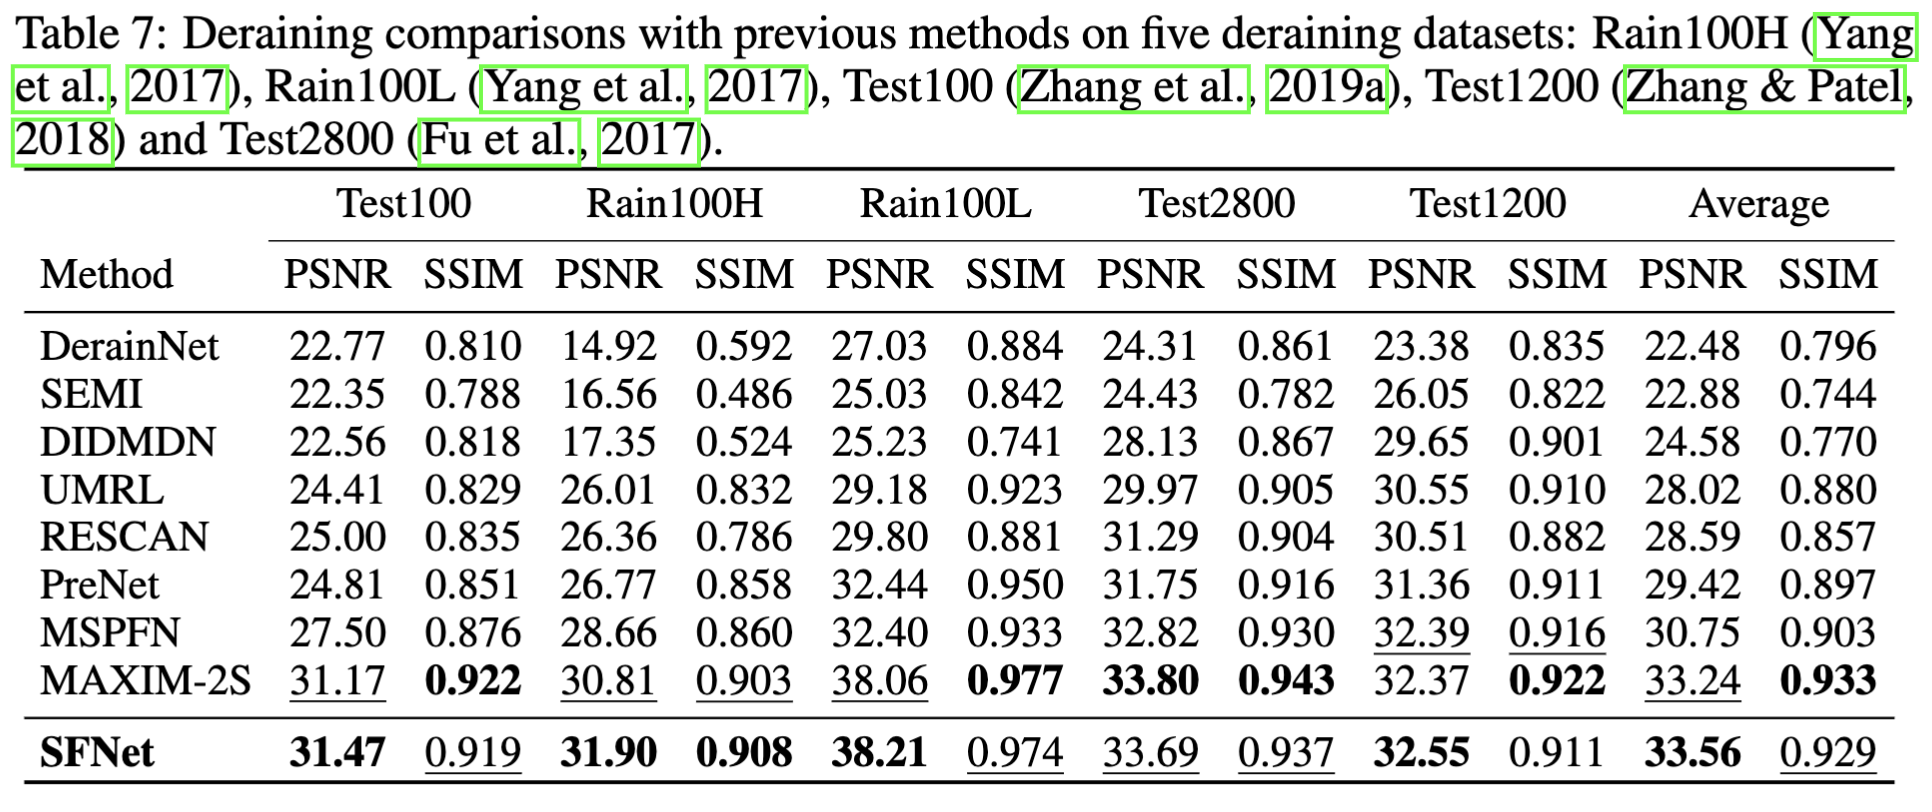 Table 7: Deraining comparisons with previous methods on five deraining datasets: Rain100H (Yang
et al., 2017), Rain100L (Yang et al., 2017), Test100 (Zhang et al., 2019a), Test1200 (Zhang & Patel,
2018) and Test2800 (Fu et al., 2017).
Test100 Rain100H Rain100L Test2800 Test1200 Average
Method PSNR SSIM PSNR SSIM PSNR SSIM PSNR SSIM PSNR SSIM PSNR SSIM
DerainNet 22.77 0.810 14.92 0.592 27.03 0.884 24.31 0.861 23.38 0.835 22.48 0.796
SEMI 22.35 0.788 16.56 0.486 25.03 0.842 24.43 0.782 26.05 0.822 22.88 0.744
DIDMDN 22.56 0.818 17.35 0.524 25.23 0.741 28.13 0.867 29.65 0.901 24.58 0.770
UMRL 24.41 0.829 26.01 0.832 29.18 0.923 29.97 0.905 30.55 0.910 28.02 0.880
RESCAN 25.00 0.835 26.36 0.786 29.80 0.881 31.29 0.904 30.51 0.882 28.59 0.857
PreNet 24.81 0.851 26.77 0.858 32.44 0.950 31.75 0.916 31.36 0.911 29.42 0.897
MSPFN 27.50 0.876 28.66 0.860 32.40 0.933 32.82 0.930 32.39 0.916 30.75 0.903
MAXIM-2S 31.17 0.922 30.81 0.903 38.06 0.977 33.80 0.943 32.37 0.922 33.24 0.933
SFNet 31.47 0.919 31.90 0.908 38.21 0.974 33.69 0.937 32.55 0.911 33.56 0.929